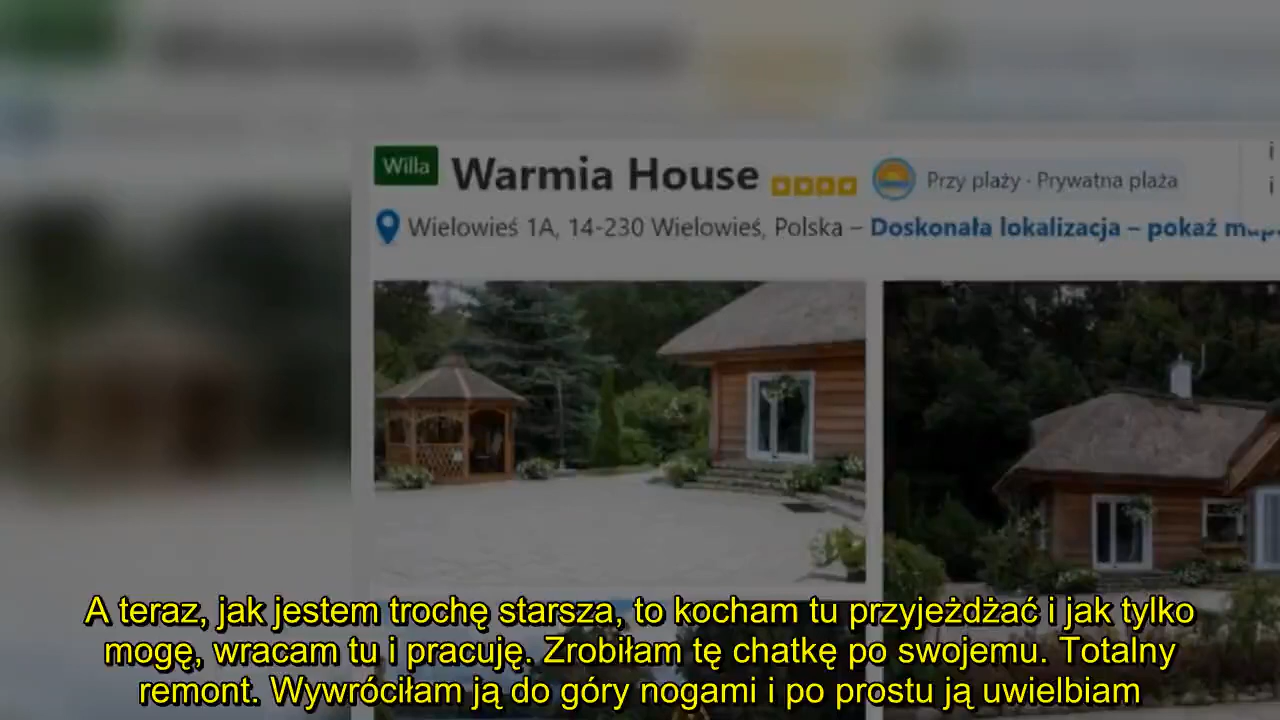 Willa
Warmia House
Przy plaży · Prywatna plaża
Wielowieś 1A, 14-230 Wielowieś, Polska – Doskonała lokalizacja – pokaż
A teraz, jak jestem trochę starsza, to kocham tu przyjeżdżać i jak tylko
mogę, wracam tu i pracuję. Zrobiłam tę chatkę po swojemu. Totalny
remont. Wywróciłam ją do góry nogami i po prostu ją uwielbiam